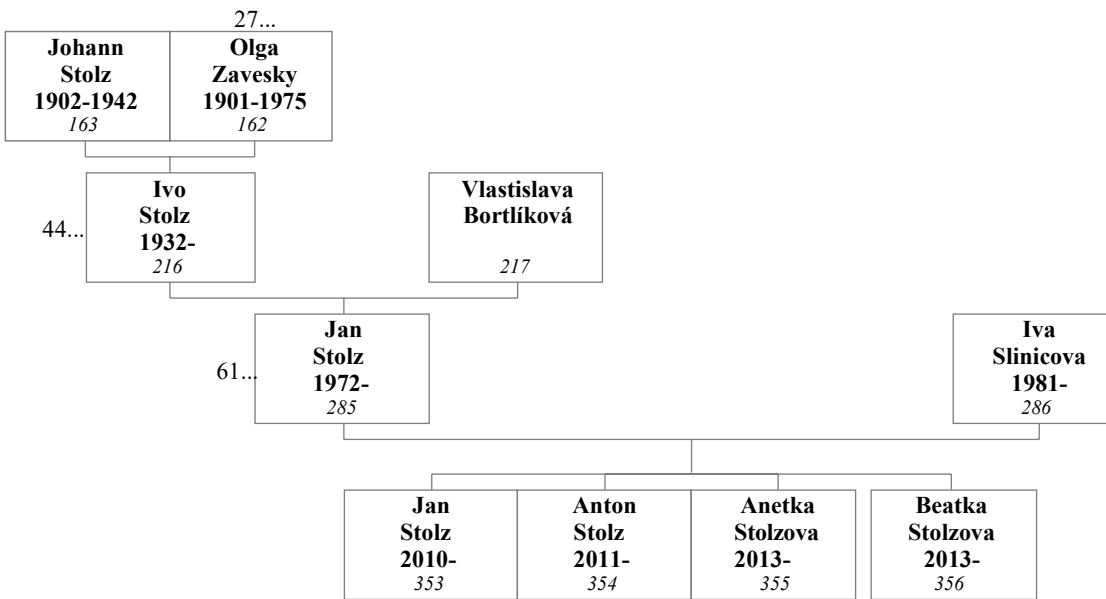 27...
Johann
Stolz
1902-1942
163
Olga
Zavesky
1901-1975
162
44...
Ivo
Stolz
1932-
216
Vlastislava
Bortlíková
217
61...
Jan
Stolz
1972-
285
Iva
Slinicova
1981-
286
Jan
Stolz
2010-
353
Anton
Stolz
2011-
354
Anetka
Stolzova
2013-
355
Beatka
Stolzova
2013-
356